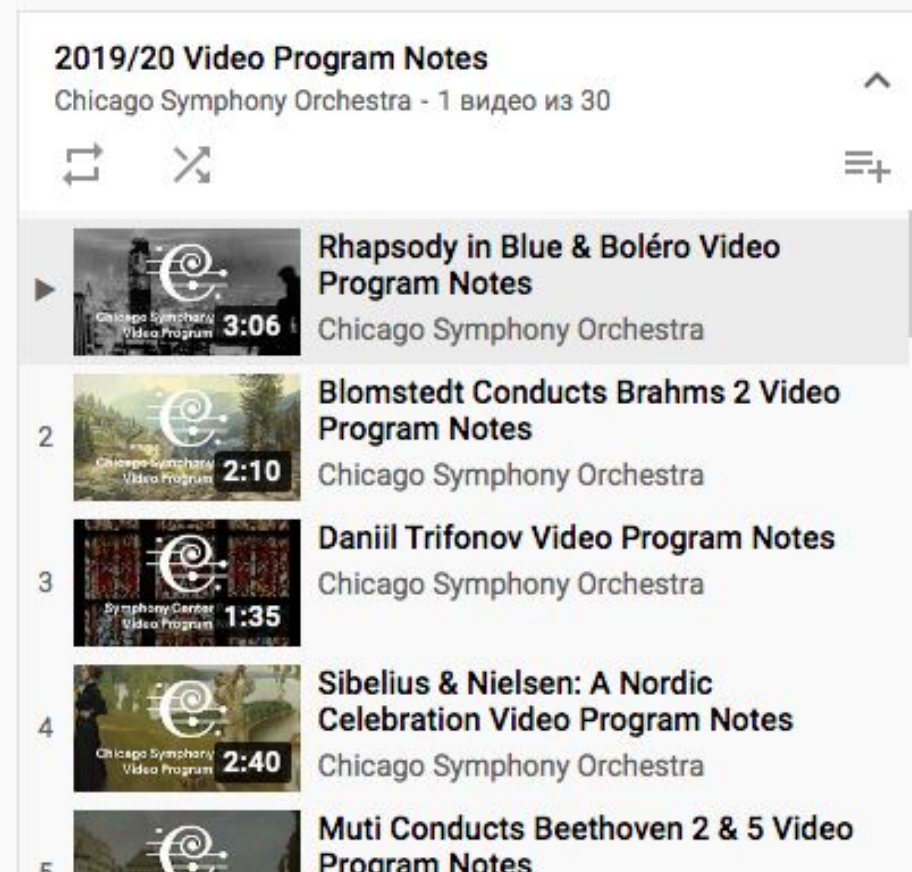 2019/20 Video Program Notes
Chicago Symphony Orchestra - 1 видео из 30
Rhapsody in Blue & Boléro Video
Program Notes
Chicago Symphony Orchestra
Chicago Symphony
Video Program
3:06
2
Blomstedt Conducts Brahms 2 Video
Program Notes
Chicago Symphony Orchestra
Chicago Symphony
Video Program
2:10
3
Daniil Trifonov Video Program Notes
Chicago Symphony Orchestra
Symphony Center
Video Program
1:35
4
Sibelius & Nielsen: A Nordic
Celebration Video Program Notes
Chicago Symphony Orchestra
Chicago Symphony
Video Program
2:40
5
Muti Conducts Beethoven 2 & 5 Video
Program Notes